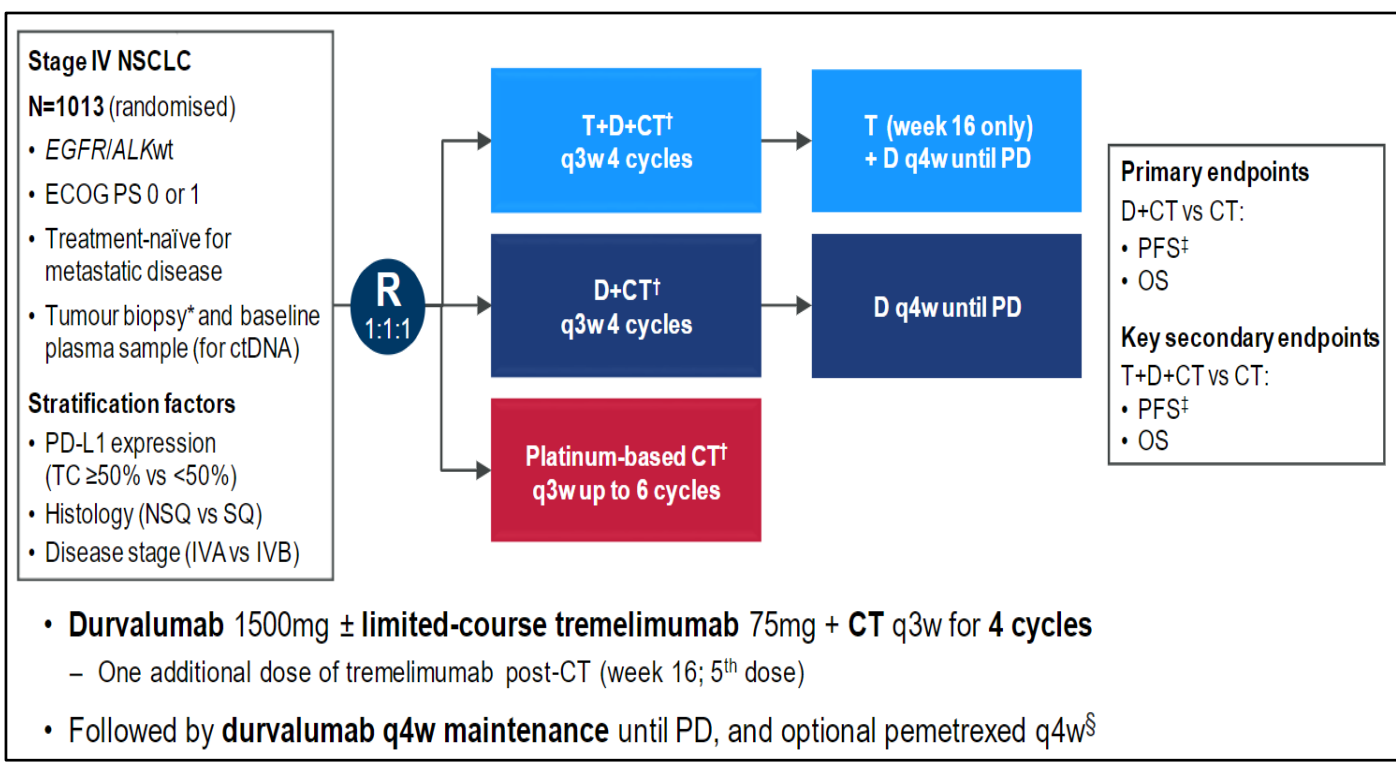 Stage IV NSCLC
N=1013 (randomised)
• EGFR/ALKwt
• ECOG PS 0 or 1
• Treatment-naïve for
metastatic disease
• Tumour biopsy* and baseline
plasma sample (for ctDNA)
Stratification factors
• PD-L1 expression
(TC ≥50% vs <50%)
• Histology (NSQ vs SQ)
• Disease stage (IVA vs IVB)
R
1:1:1
T+D+CT†
q3w 4 cycles
T (week 16 only)
+ D q4w until PD
D+CT†
q3w 4 cycles
D q4w until PD
Platinum-based CT†
q3w up to 6 cycles
Primary endpoints
D+CT vs CT:
• PFS‡
• OS
Key secondary endpoints
T+D+CT vs CT:
• PFS‡
• OS
• Durvalumab 1500mg ± limited-course tremelimumab 75mg + CT q3w for 4 cycles
– One additional dose of tremelimumab post-CT (week 16; 5th dose)
• Followed by durvalumab q4w maintenance until PD, and optional pemetrexed q4w§